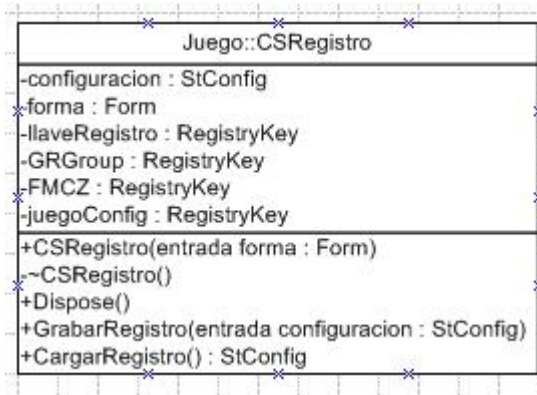 Juego::CSRegistro
-configuracion : StConfig
-forma : Form
-llaveRegistro : RegistryKey
-GRGroup : RegistryKey
-FMCZ : RegistryKey
-juegoConfig : RegistryKey
+CSRegistro(entrada forma : Form)
-~CSRegistro()
+Dispose()
+GrabarRegistro(entrada configuracion : StConfig)
+CargarRegistro() : StConfig